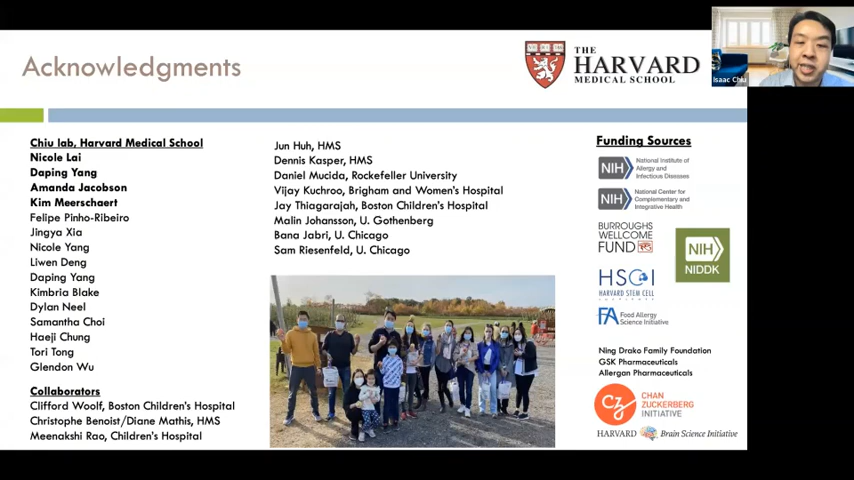 Acknowledgments
THE
HARVARD
MEDICAL SCHOOL
Isaac Chiu
Chiu lab, Harvard Medical School
Nicole Lai
Daping Yang
Amanda Jacobson
Kim Meerschaert
Felipe Pinho-Ribeiro
Jingya Xia
Nicole Yang
Liwen Deng
Daping Yang
Kimbria Blake
Dylan Neel
Samantha Choi
Haeji Chung
Tori Tong
Glendon Wu
Collaborators
Clifford Woolf, Boston Children's Hospital
Christophe Benoist/Diane Mathis, HMS
Meenakshi Rao, Children's Hospital
Jun Huh, HMS
Dennis Kasper, HMS
Daniel Mucida, Rockefeller University
Vijay Kuchroo, Brigham and Women's Hospital
Jay Thiagarajah, Boston Children's Hospital
Malin Johansson, U. Gothenberg
Bana Jabri, U. Chicago
Sam Riesenfeld, U. Chicago
Funding Sources
NIH
National Institute of
Allergy and
Infectious Diseases
NIH
National Center for
Complementary and
Integrative Health
BURROUGHS
WELLCOME
FUND
NIH
NIDDK
HSCI
HARVARD STEM CELL
INSTITUTE
FA Food Allergy
Science Initiative
Ning Drako Family Foundation
GSK Pharmaceuticals
Allergan Pharmaceuticals
CZ
CHAN
ZUCKERBERG
INITIATIVE
HARVARD Brain Science Initiative